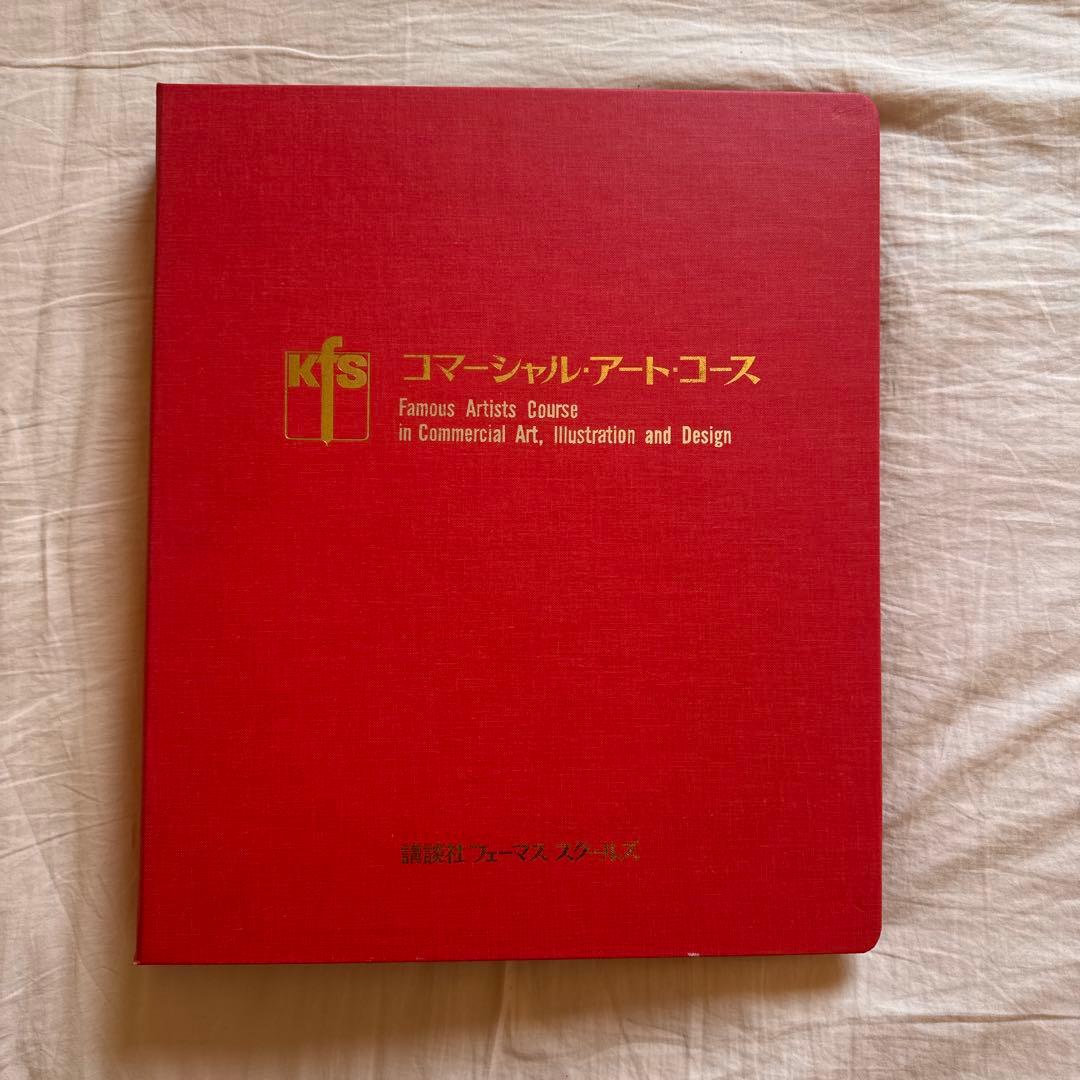 KfS
コマーシャル・アート・コース
Famous Artists Course
in Commercial Art, Illustration and Design
講談社フェーマス スクールズ